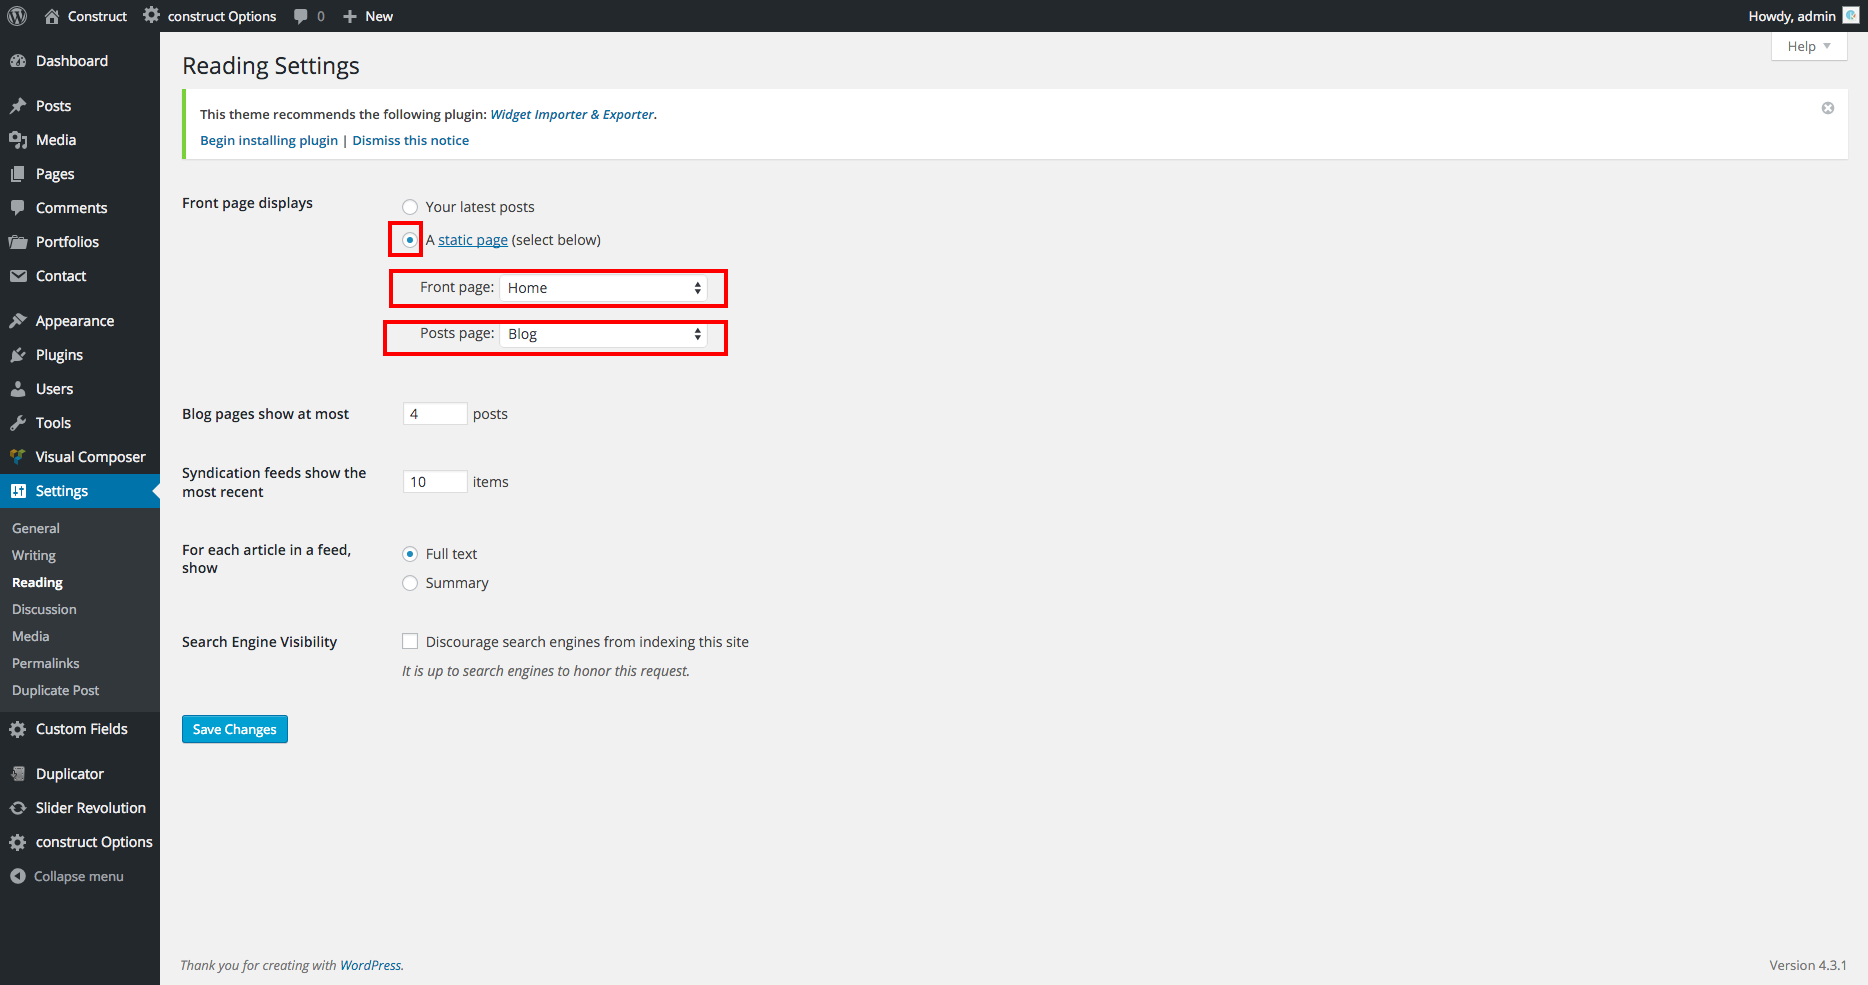 Construct construct Options 0 New Howdy, admin
Help
Dashboard
Posts
Media
Pages
Comments
Portfolios
Contact
Appearance
Plugins
Users
Tools
Visual Composer
Settings
General
Writing
Reading
Discussion
Media
Permalinks
Duplicate Post
Custom Fields
Duplicator
Slider Revolution
construct Options
Collapse menu
Reading Settings
This theme recommends the following plugin: Widget Importer & Exporter.
Begin installing plugin | Dismiss this notice
Front page displays
Your latest posts
A static page (select below)
Front page: Home
Posts page: Blog
Blog pages show at most 4 posts
Syndication feeds show the
most recent
10 items
For each article in a feed,
show
Full text
Summary
Search Engine Visibility
Discourage search engines from indexing this site
It is up to search engines to honor this request.
Save Changes
Thank you for creating with WordPress.
Version 4.3.1